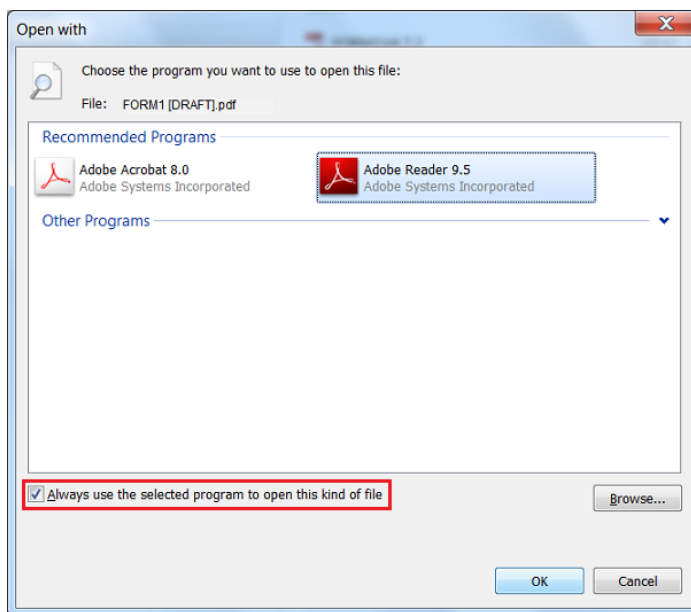 Open with
Choose the program you want to use to open this file:
File: FORM1 [DRAFT].pdf
Recommended Programs
Adobe Acrobat 8.0
Adobe Systems Incorporated
Adobe Reader 9.5
Adobe Systems Incorporated
Other Programs
Always use the selected program to open this kind of file
Browse...
OK
Cancel